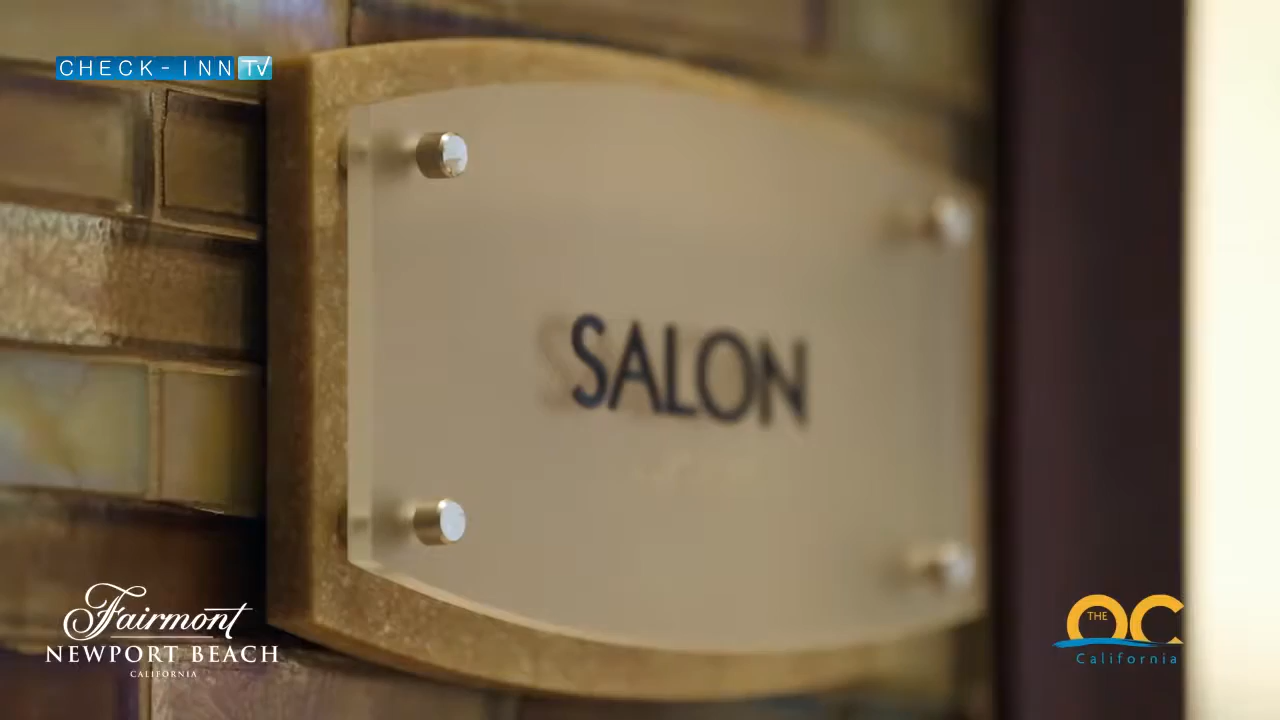 CHECK-INN TV
SALON
Fairmont
NEWPORT BEACH
CALIFORNIA
THE
OC
California